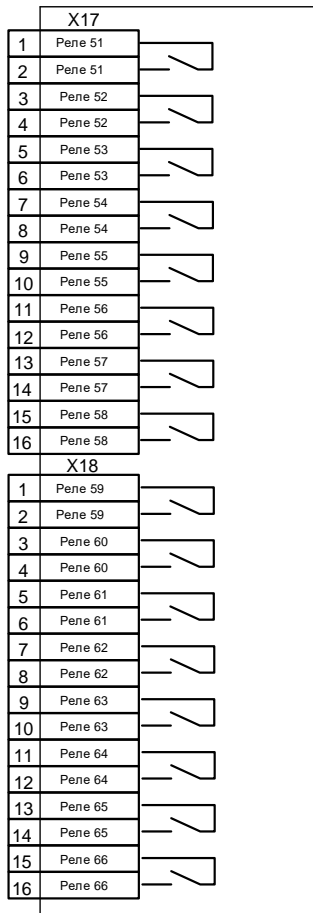 X17
1 Реле 51
2 Реле 51
3 Реле 52
4 Реле 52
5 Реле 53
6 Реле 53
7 Реле 54
8 Реле 54
9 Реле 55
10 Реле 55
11 Реле 56
12 Реле 56
13 Реле 57
14 Реле 57
15 Реле 58
16 Реле 58
X18
1 Реле 59
2 Реле 59
3 Реле 60
4 Реле 60
5 Реле 61
6 Реле 61
7 Реле 62
8 Реле 62
9 Реле 63
10 Реле 63
11 Реле 64
12 Реле 64
13 Реле 65
14 Реле 65
15 Реле 66
16 Реле 66